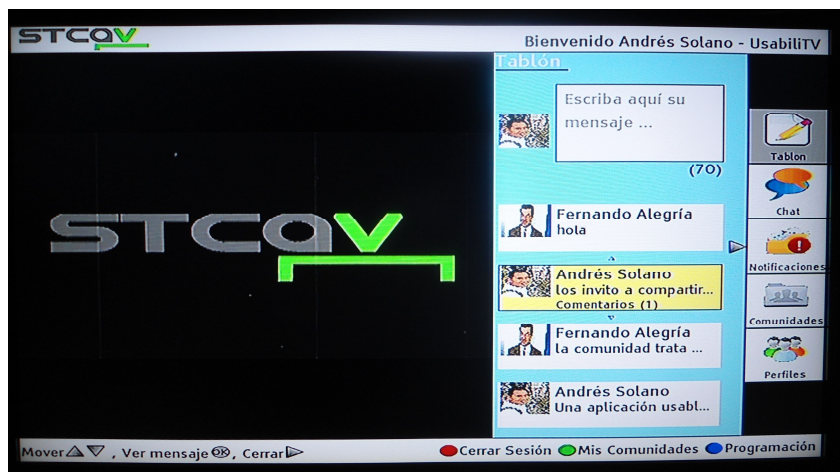 STCAV
Bienvenido Andrés Solano - UsabiliTV
Tablón
Escriba aquí su
mensaje ...
(70)
Fernando Alegría
hola
Andrés Solano
los invito a compartir...
Comentarios (1)
Fernando Alegría
la comunidad trata ...
Andrés Solano
Una aplicación usabl...
Tablon
Chat
Notificaciones
Comunidades
Perfiles
STCAV
Mover , Ver mensaje OK , Cerrar
Cerrar Sesión Mis Comunidades Programación